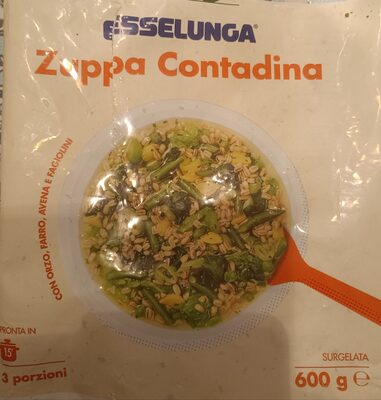 ESSELUNGA®
Zuppa Contadina
CON ORZO, FARRO, AVENA E FAGIOLINI
PRONTA IN
15'
3 porzioni
SURGELATA
600 g ℮